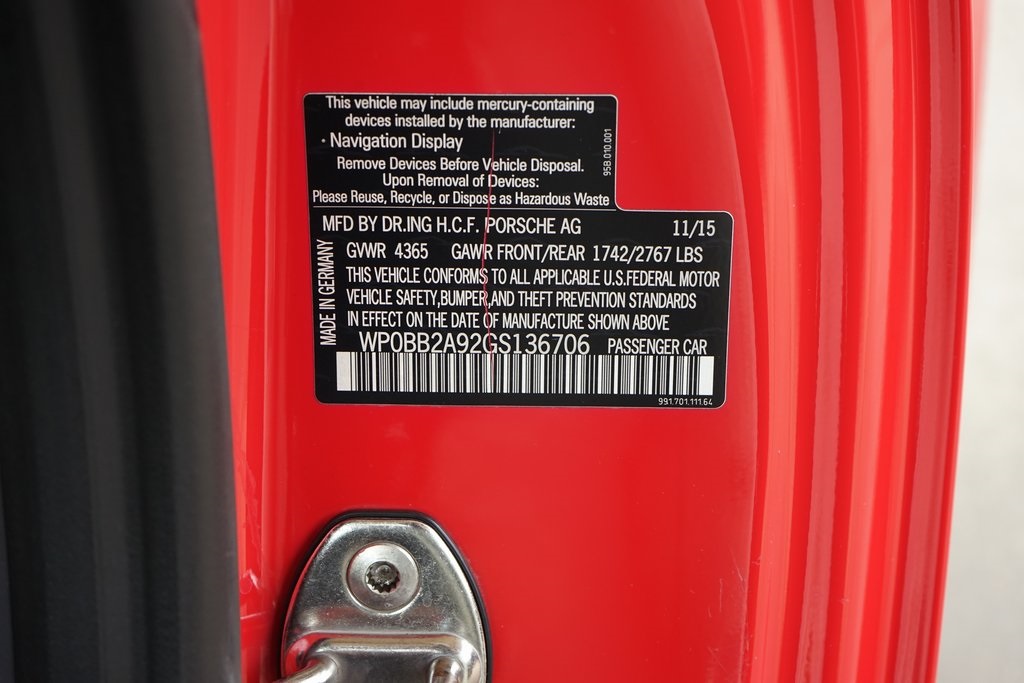 This vehicle may include mercury-containing
devices installed by the manufacturer:
· Navigation Display
Remove Devices Before Vehicle Disposal.
Upon Removal of Devices:
Please Reuse, Recycle, or Dispose as Hazardous Waste
95B.010.001
MFD BY DR.ING H.C.F. PORSCHE AG 11/15
GVWR 4365 GAWR FRONT/REAR 1742/2767 LBS
THIS VEHICLE CONFORMS TO ALL APPLICABLE U.S.FEDERAL MOTOR
VEHICLE SAFETY,BUMPER,AND THEFT PREVENTION STANDARDS
IN EFFECT ON THE DATE OF MANUFACTURE SHOWN ABOVE
MADE IN GERMANY
WP0BB2A92GS136706 PASSENGER CAR
991.701.111.64